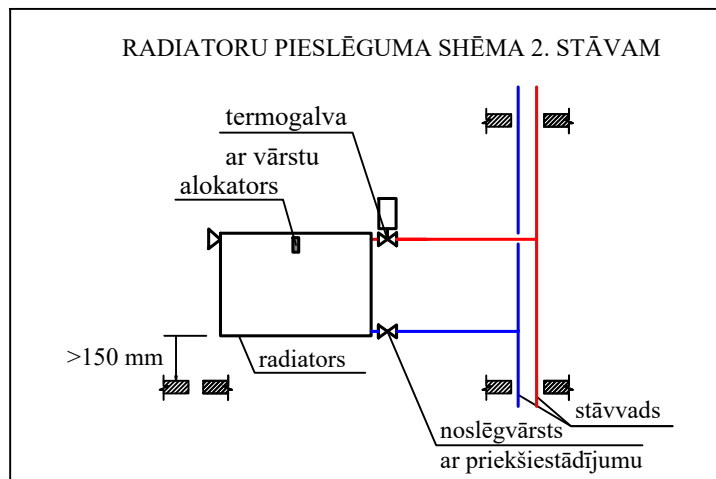 RADIATORU PIESLĒGUMA SHĒMA 2. STĀVAM
termogalva
ar vārstu
alokators
>150 mm
radiators
stāvvads
noslēgvārsts
ar priekšiestādījumu